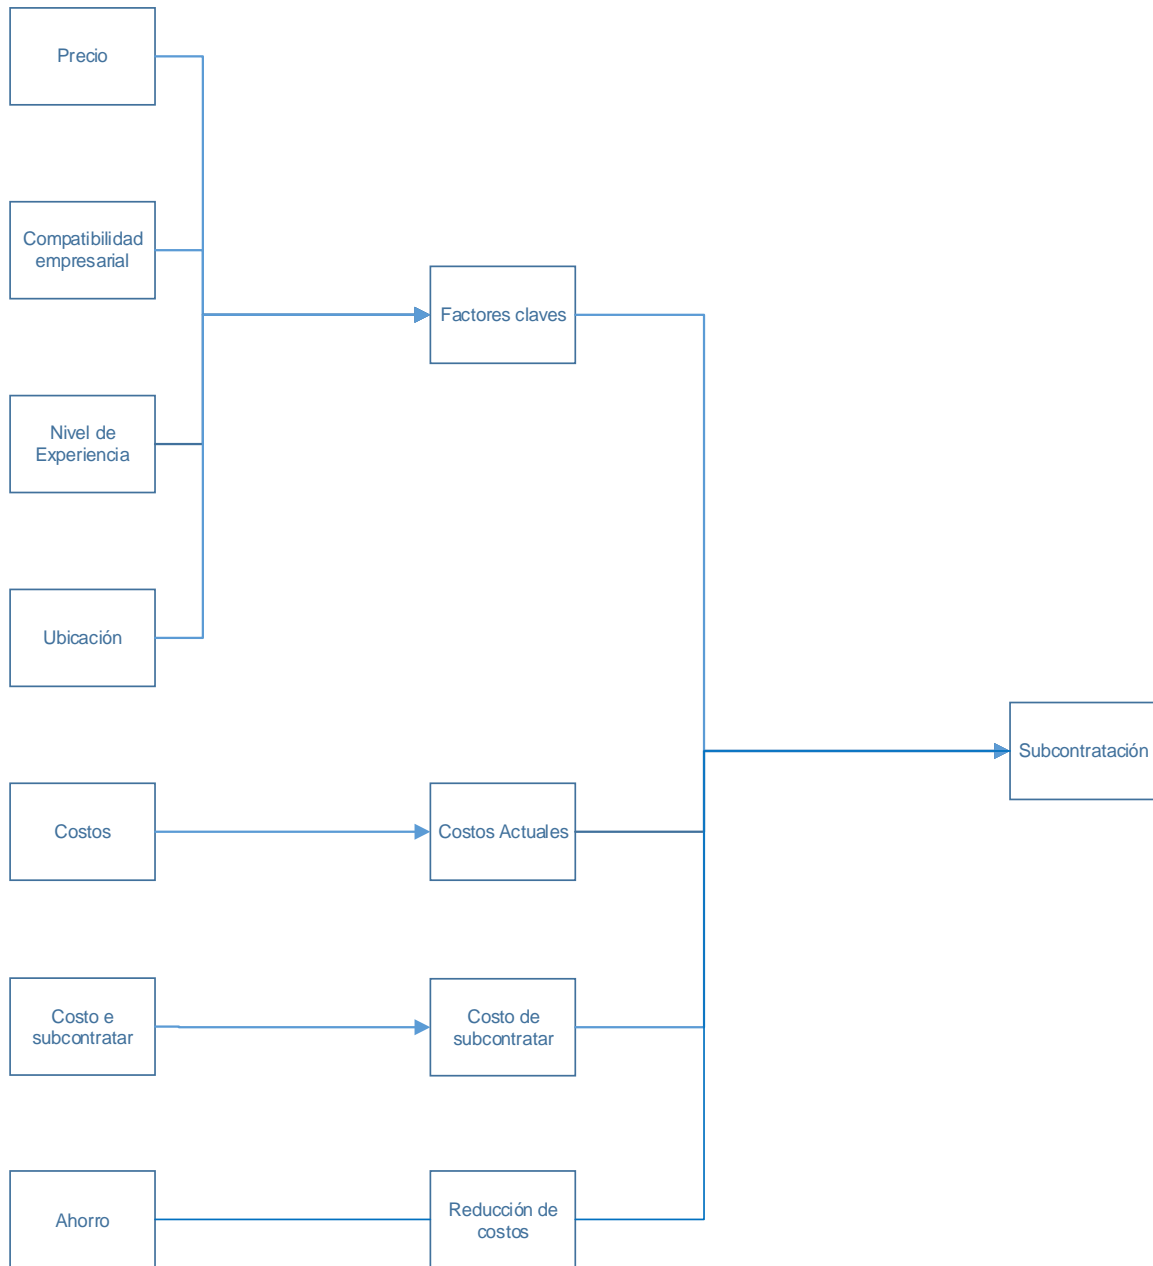 Precio
Compatibilidad
empresarial
Factores claves
Nivel de
Experiencia
Ubicación
Subcontratación
Costos
Costos Actuales
Costo e
subcontratar
Costo de
subcontratar
Ahorro
Reducción de
costos